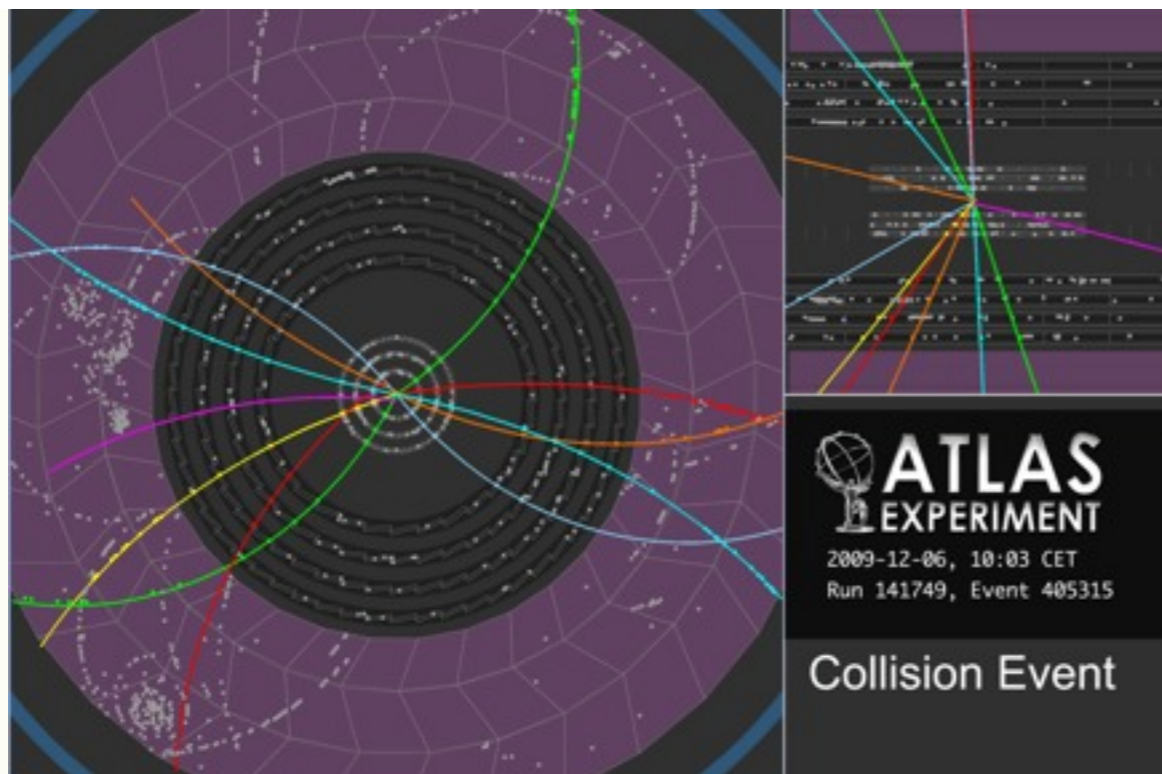 ATLAS
EXPERIMENT
2009-12-06, 10:03 CET
Run 141749, Event 405315
Collision Event